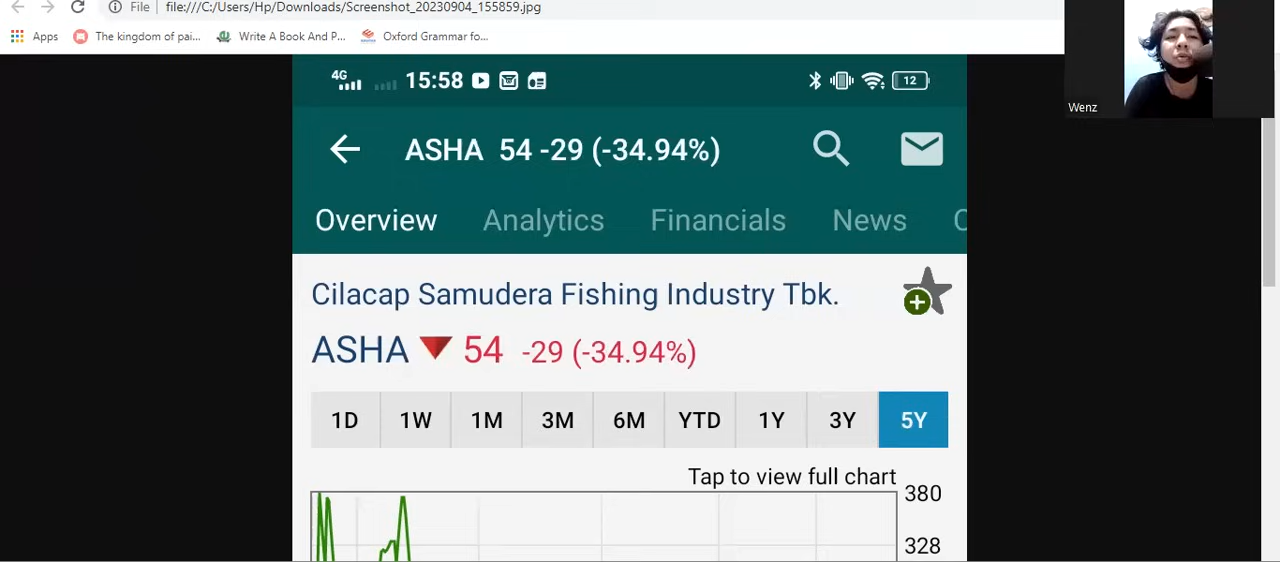 File file:///C:/Users/Hp/Downloads/Screenshot_20230904_155859.jpg
Apps The kingdom of pai... Write A Book And P... Oxford Grammar fo...
Wenz
4G 15:58 12
ASHA 54 -29 (-34.94%)
Overview Analytics Financials News
Cilacap Samudera Fishing Industry Tbk.
ASHA 54 -29 (-34.94%)
1D 1W 1M 3M 6M YTD 1Y 3Y 5Y
Tap to view full chart
380
328